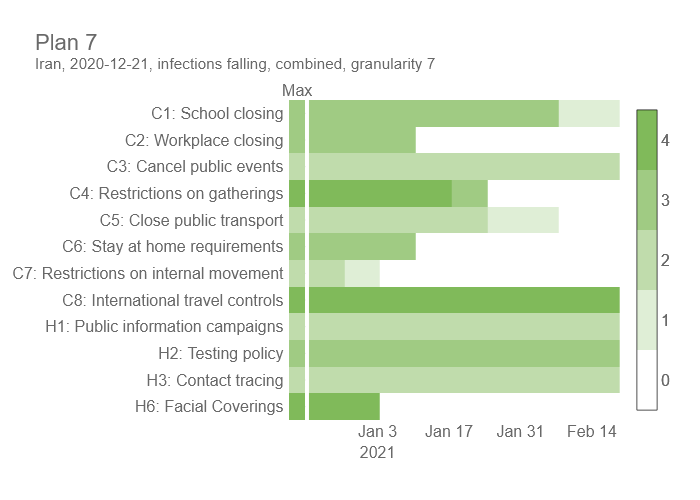 Plan 7
Iran, 2020-12-21, infections falling, combined, granularity 7
Max
C1: School closing
C2: Workplace closing
C3: Cancel public events
C4: Restrictions on gatherings
C5: Close public transport
C6: Stay at home requirements
C7: Restrictions on internal movement
C8: International travel controls
H1: Public information campaigns
H2: Testing policy
H3: Contact tracing
H6: Facial Coverings
4
3
2
1
0
Jan 3 Jan 17 Jan 31 Feb 14
2021